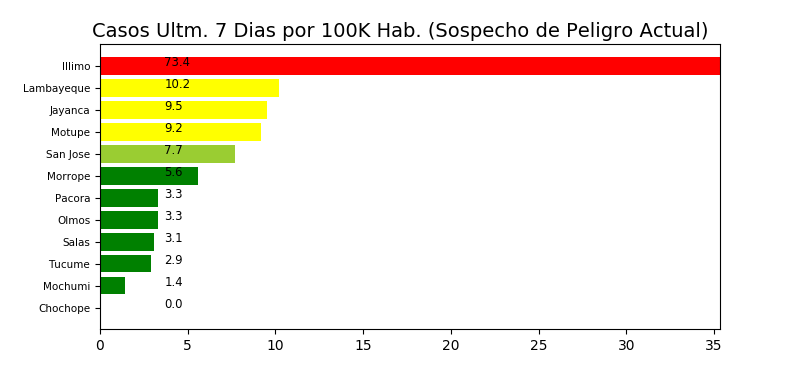 Casos Ultm. 7 Dias por 100K Hab. (Sospecho de Peligro Actual)
Illimo 73.4
Lambayeque 10.2
Jayanca 9.5
Motupe 9.2
San Jose 7.7
Morrope 5.6
Pacora 3.3
Olmos 3.3
Salas 3.1
Tucume 2.9
Mochumi 1.4
Chochope 0.0
0 5 10 15 20 25 30 35